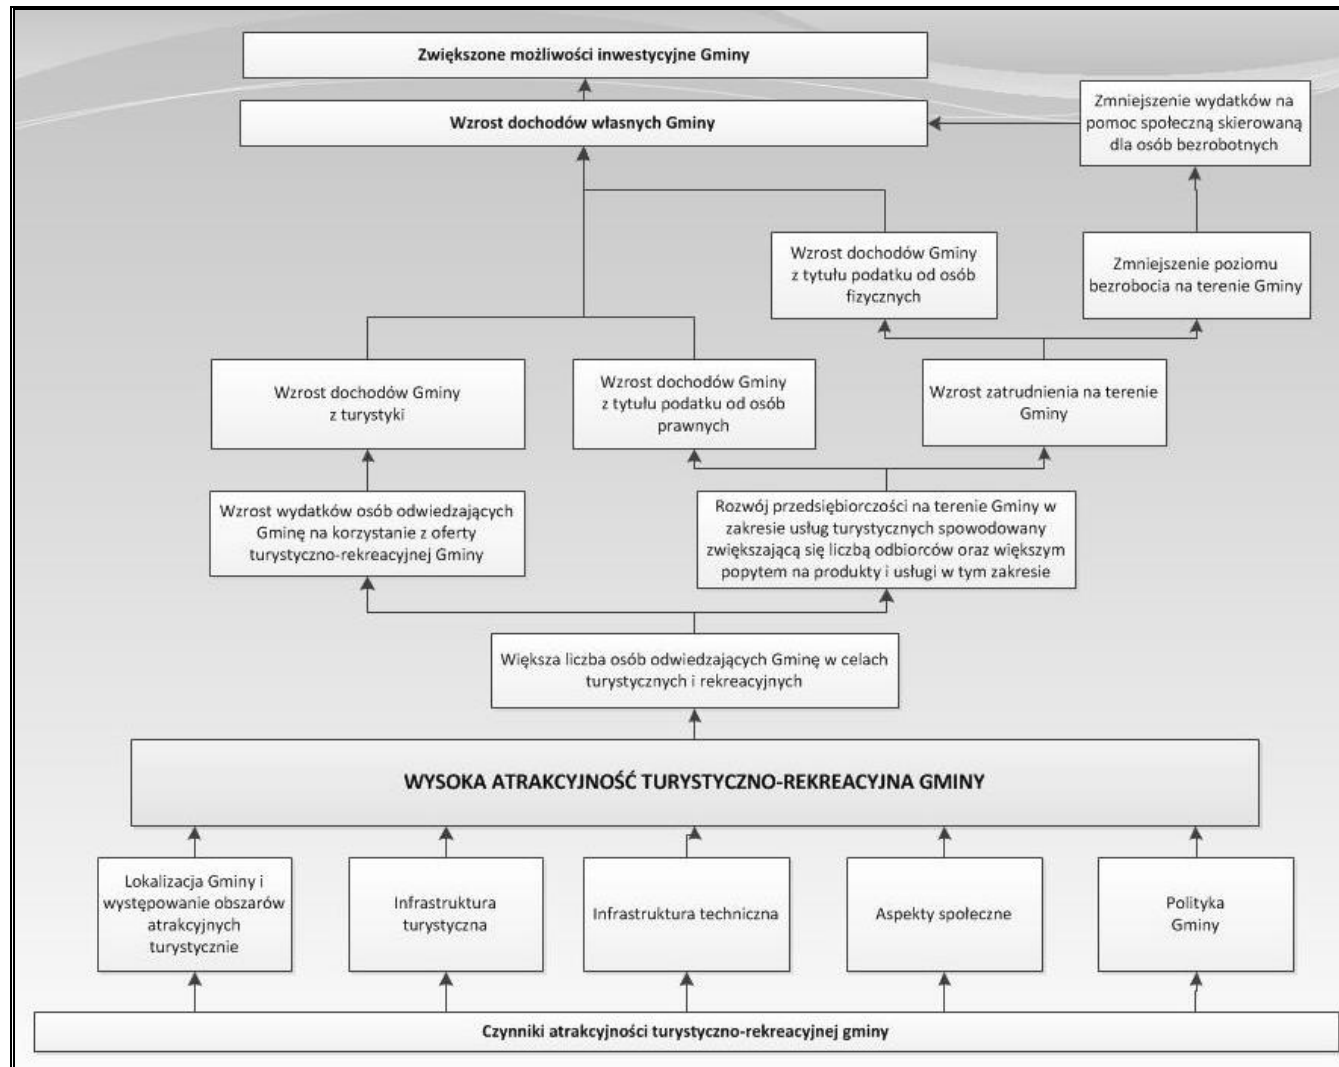 Zwiększone możliwości inwestycyjne Gminy
Wzrost dochodów własnych Gminy
Zmniejszenie wydatków na
pomoc społeczną skierowaną
dla osób bezrobotnych
Wzrost dochodów Gminy
z tytułu podatku od osób
fizycznych
Zmniejszenie poziomu
bezrobocia na terenie Gminy
Wzrost dochodów Gminy
z turystyki
Wzrost dochodów Gminy
z tytułu podatku od osób
prawnych
Wzrost zatrudnienia na terenie
Gminy
Wzrost wydatków osób odwiedzających
Gminę na korzystanie z oferty
turystyczno-rekreacyjnej Gminy
Rozwój przedsiębiorczości na terenie Gminy w
zakresie usług turystycznych spowodowany
zwiększającą się liczbą odbiorców oraz większym
popytem na produkty i usługi w tym zakresie
Większa liczba osób odwiedzających Gminę w celach
turystycznych i rekreacyjnych
WYSOKA ATRAKCYJNOŚĆ TURYSTYCZNO-REKREACYJNA GMINY
Lokalizacja Gminy i
występowanie obszarów
atrakcyjnych
turystycznie
Infrastruktura
turystyczna
Infrastruktura techniczna
Aspekty społeczne
Polityka
Gminy
Czynniki atrakcyjności turystyczno-rekreacyjnej gminy